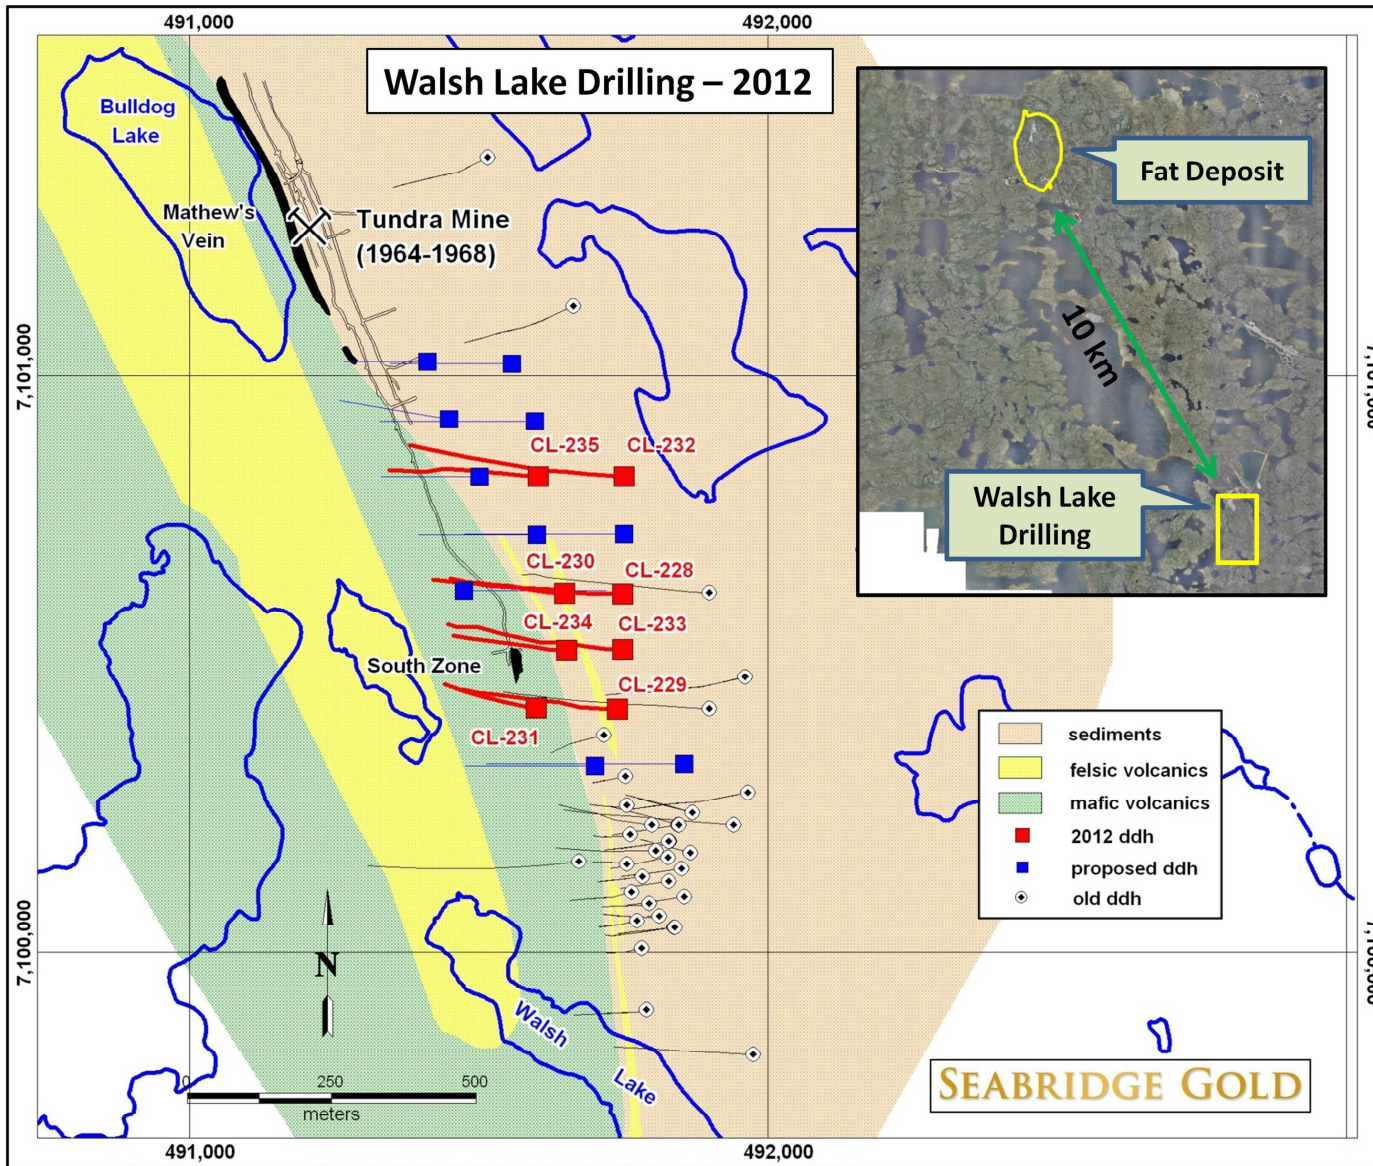 491,000
492,000
Walsh Lake Drilling – 2012
Bulldog
Lake
Mathew's
Vein
Tundra Mine
(1964-1968)
Fat Deposit
10 km
Walsh Lake
Drilling
7,101,000
CL-235
CL-232
CL-230
CL-228
CL-234
CL-233
South Zone
CL-229
CL-231
sediments
felsic volcanics
mafic volcanics
2012 ddh
proposed ddh
old ddh
7,100,000
N
Walsh
Lake
0
250
500
meters
SEABRIDGE GOLD
491,000
492,000